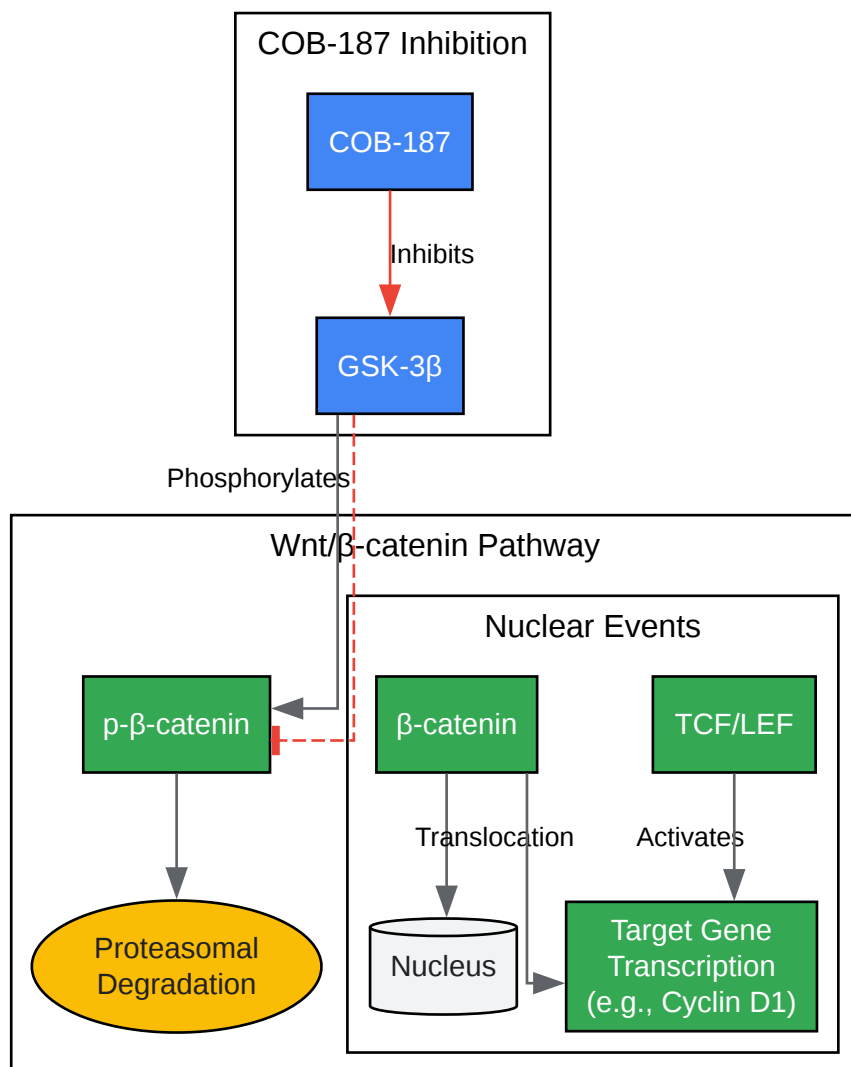 COB-187 Inhibition
COB-187
Inhibits
GSK-3β
Phosphorylates
Wnt/β-catenin Pathway
Nuclear Events
p-β-catenin
β-catenin
TCF/LEF
Translocation
Activates
Proteasomal
Degradation
Nucleus
Target Gene
Transcription
(e.g., Cyclin D1)